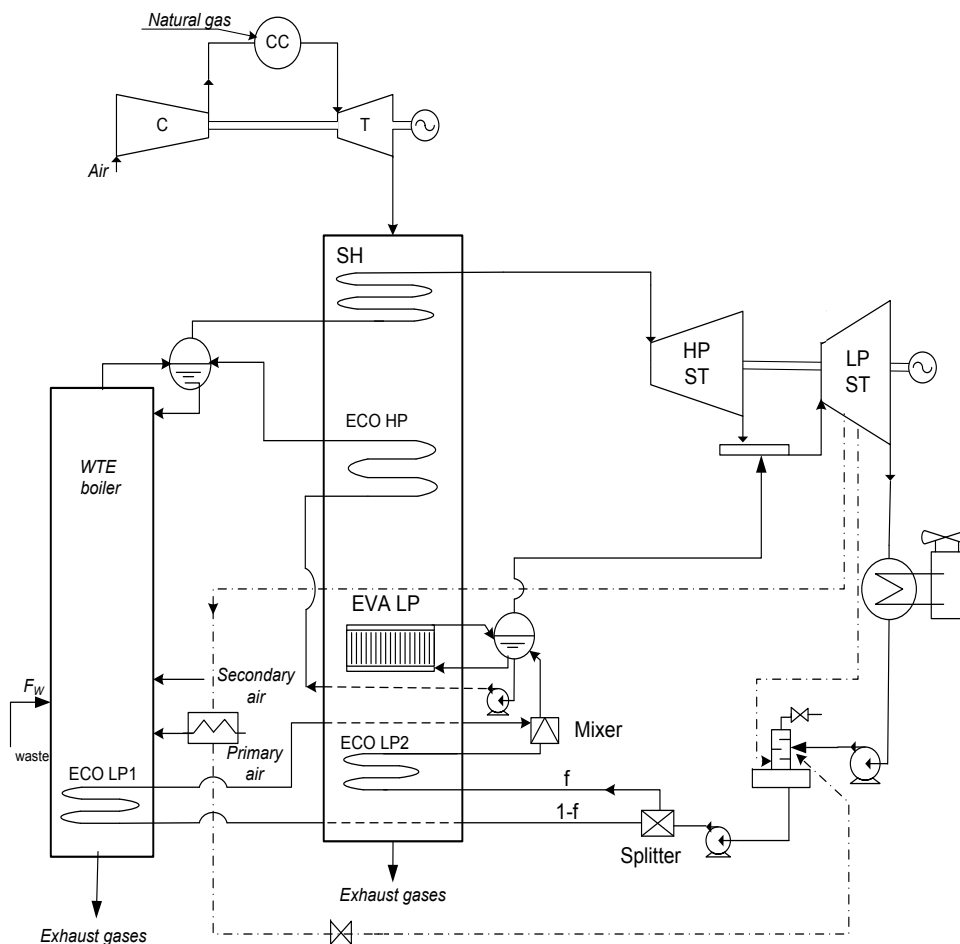 Natural gas
CC
C
T
Air
SH
HP
ST
LP
ST
ECO HP
WTE
boiler
EVA LP
Secondary
air
Fw
waste
Primary
air
Mixer
ECO LP1
ECO LP2
f
1-f
Splitter
Exhaust gases
Exhaust gases